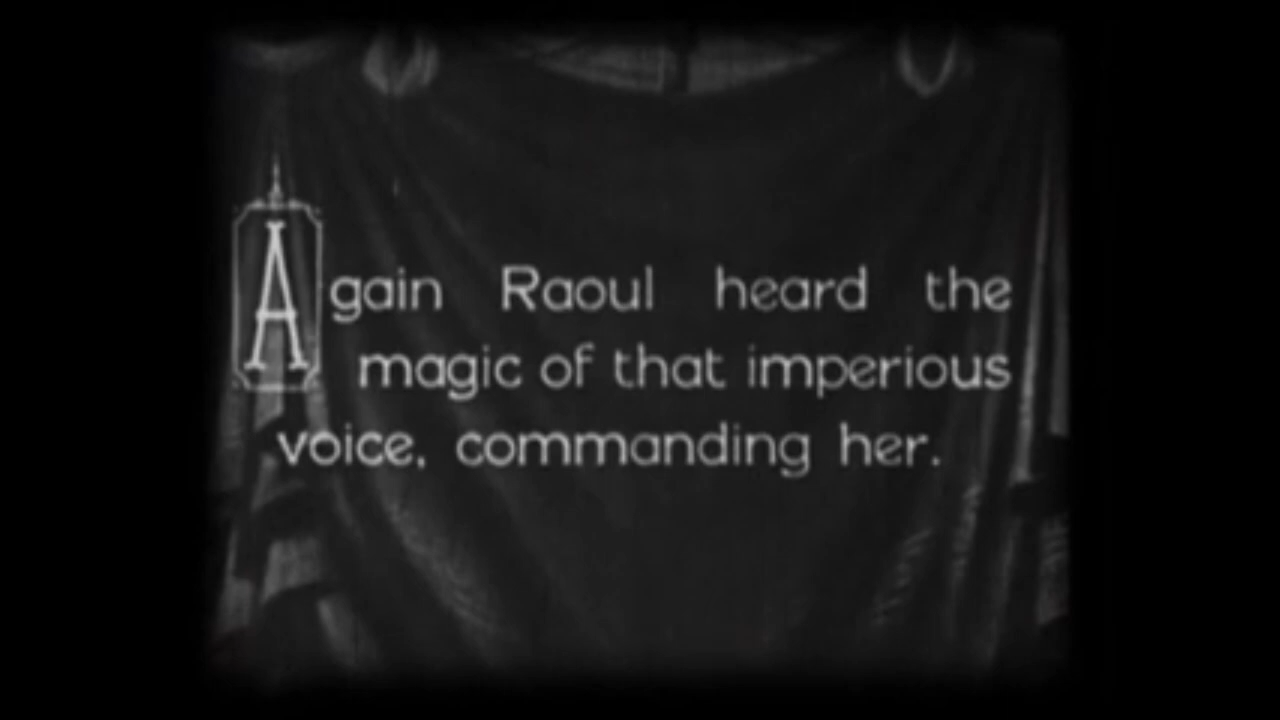 Again Raoul heard the
magic of that imperious
voice, commanding her.